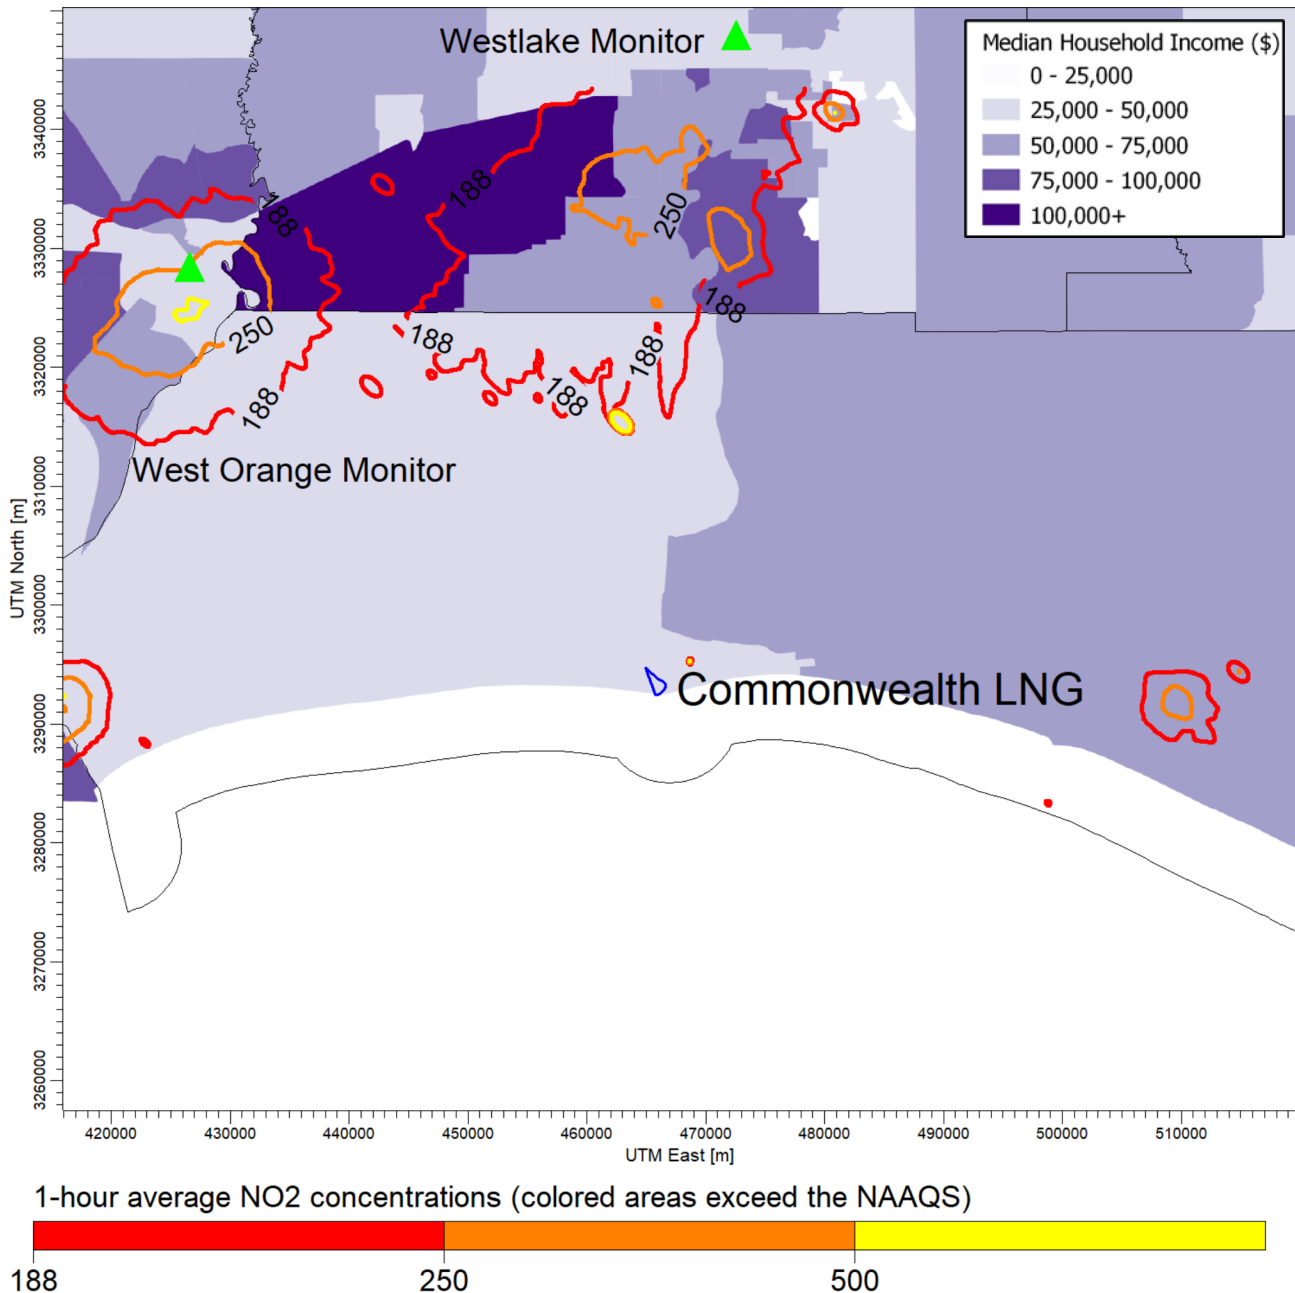 Westlake Monitor
Median Household Income ($)
0 - 25,000
25,000 - 50,000
50,000 - 75,000
75,000 - 100,000
100,000+
188
188
250
188
250
188
188
188
188
188
West Orange Monitor
Commonwealth LNG
UTM North [m]
3340000
3330000
3320000
3310000
3300000
3290000
3280000
3270000
3260000
420000 430000 440000 450000 460000 470000 480000 490000 500000 510000
UTM East [m]
1-hour average NO2 concentrations (colored areas exceed the NAAQS)
188 250 500